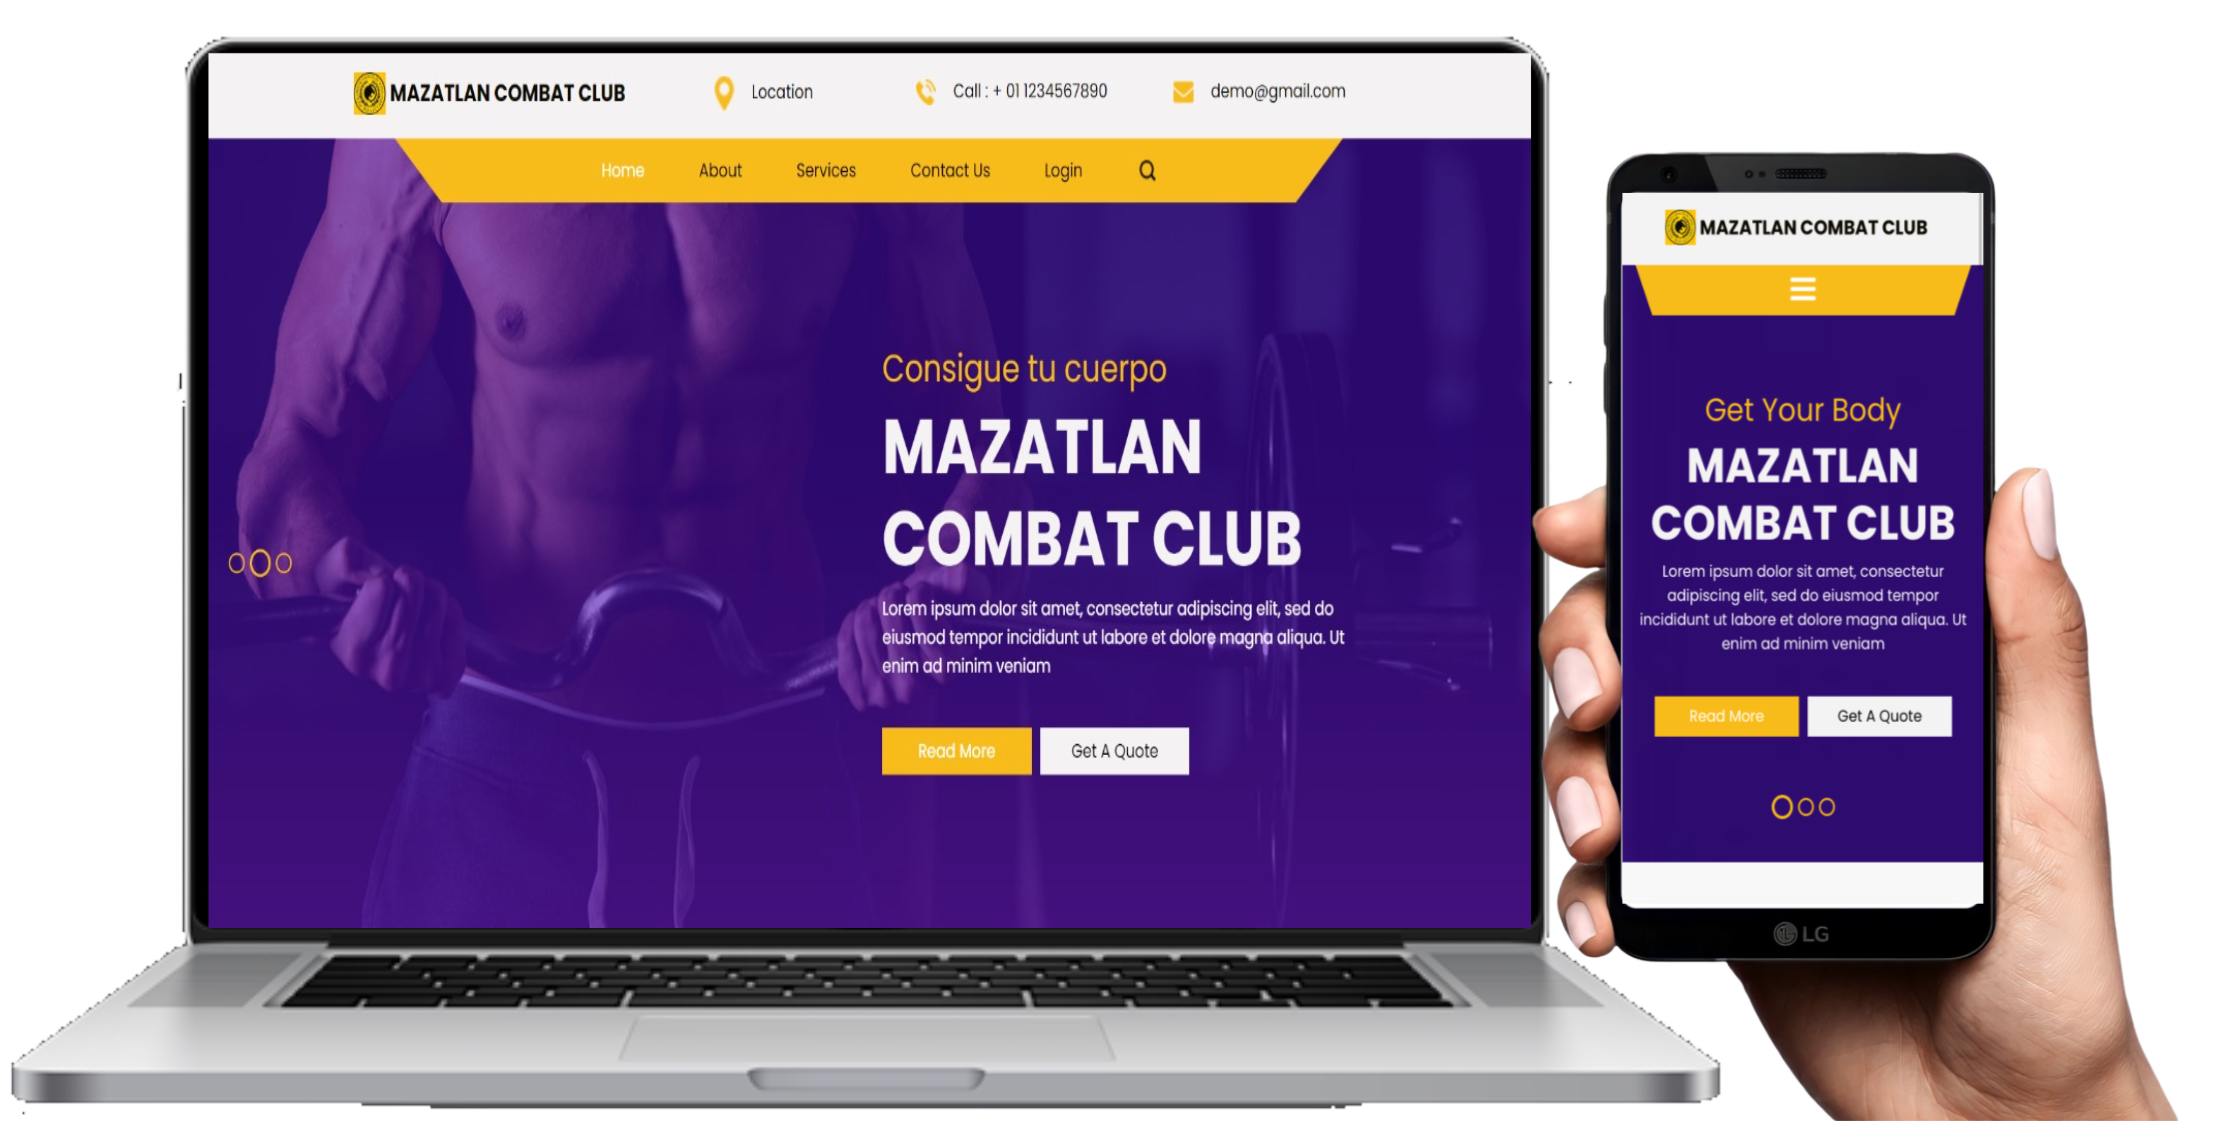 MAZATLAN COMBAT CLUB
Location
Call : + 01 1234567890
demo@gmail.com
Home About Services Contact Us Login
Consigue tu cuerpo
MAZATLAN
COMBAT CLUB
Lorem ipsum dolor sit amet, consectetur adipiscing elit, sed do
eiusmod tempor incididunt ut labore et dolore magna aliqua. Ut
enim ad minim veniam
Read More
Get A Quote
MAZATLAN COMBAT CLUB
Get Your Body
MAZATLAN
COMBAT CLUB
Lorem ipsum dolor sit amet, consectetur
adipiscing elit, sed do eiusmod tempor
incididunt ut labore et dolore magna aliqua. Ut
enim ad minim veniam
Read More
Get A Quote
LG